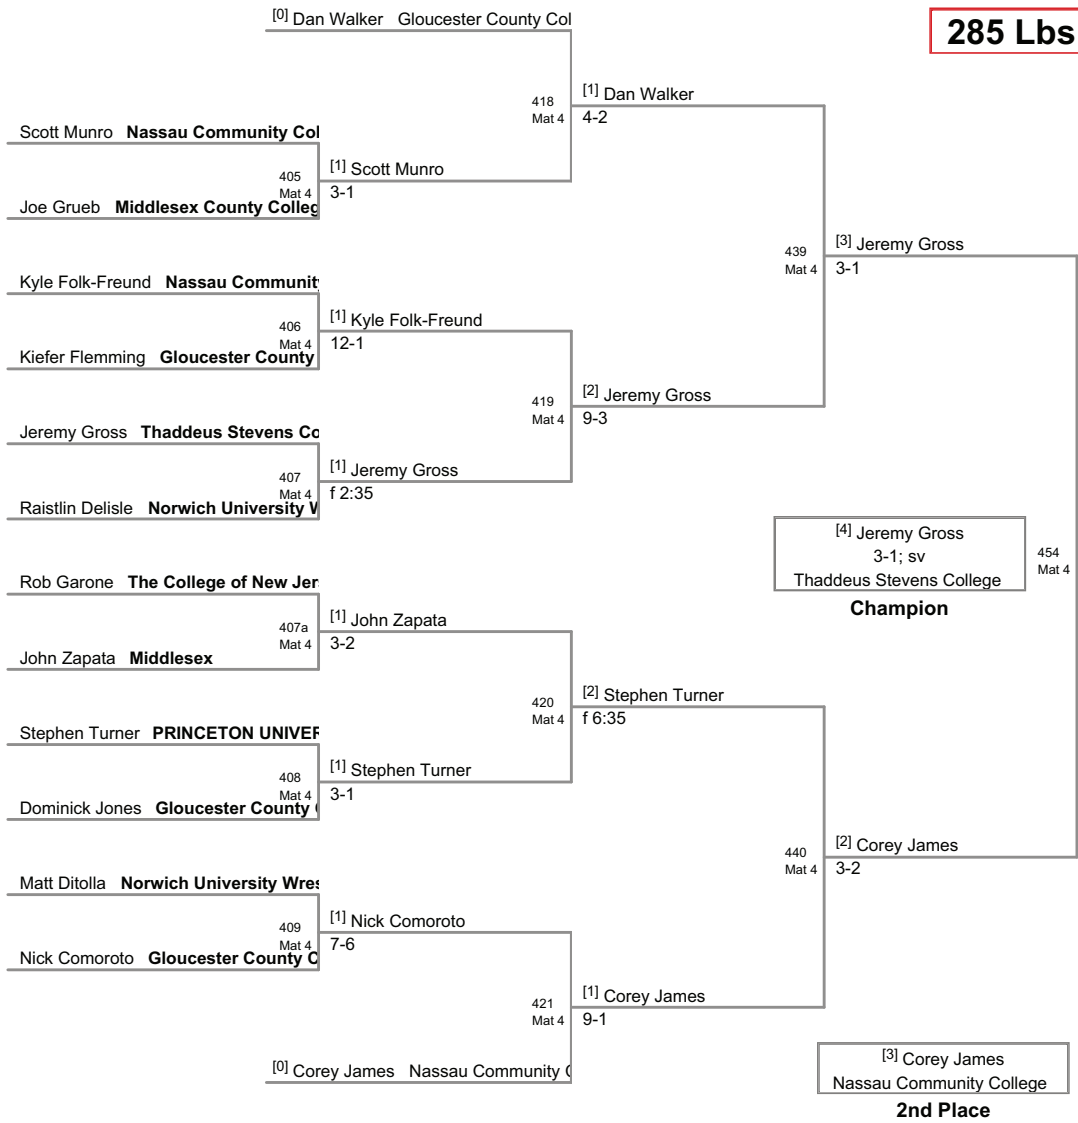 [0] Dan Walker Gloucester County Col
285 Lbs
418
Mat 4
[1] Dan Walker
4-2
Scott Munro Nassau Community Col
405
Mat 4
[1] Scott Munro
3-1
Joe Grueb Middlesex County Colleg
439
Mat 4
[3] Jeremy Gross
3-1
Kyle Folk-Freund Nassau Communit
406
Mat 4
[1] Kyle Folk-Freund
12-1
Kiefer Flemming Gloucester County
419
Mat 4
[2] Jeremy Gross
9-3
Jeremy Gross Thaddeus Stevens Co
407
Mat 4
[1] Jeremy Gross
f 2:35
Raistlin Delisle Norwich University W
[4] Jeremy Gross
3-1; sv
Thaddeus Stevens College
Champion
454
Mat 4
Rob Garone The College of New Jer
407a
Mat 4
[1] John Zapata
3-2
John Zapata Middlesex
420
Mat 4
[2] Stephen Turner
f 6:35
Stephen Turner PRINCETON UNIVER
408
Mat 4
[1] Stephen Turner
3-1
Dominick Jones Gloucester County
440
Mat 4
[2] Corey James
3-2
Matt Ditolla Norwich University Wres
409
Mat 4
[1] Nick Comoroto
7-6
Nick Comoroto Gloucester County C
421
Mat 4
[1] Corey James
9-1
[0] Corey James Nassau Community C
[3] Corey James
Nassau Community College
2nd Place